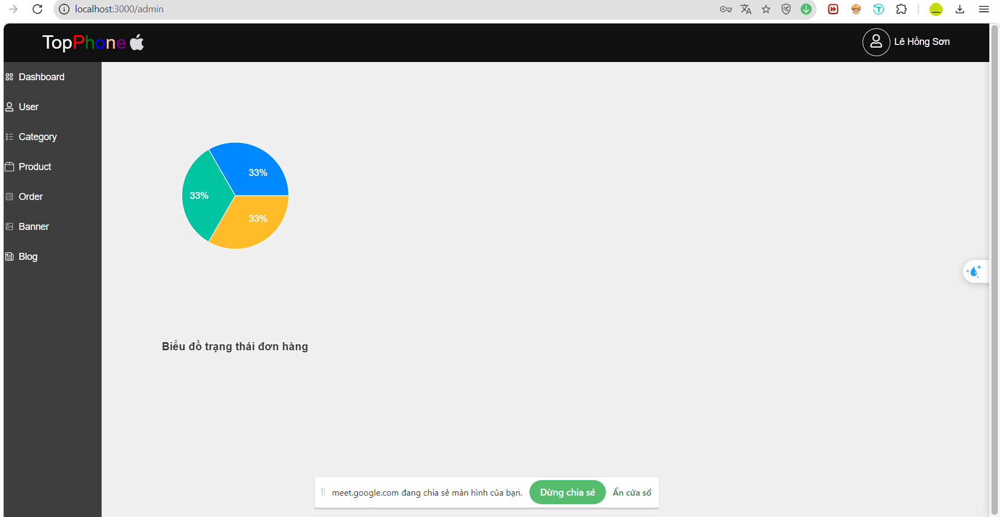 localhost:3000/admin
TopPhone
Lê Hồng Sơn
Dashboard
User
Category
Product
Order
Banner
Blog
33%
33%
33%
Biểu đồ trạng thái đơn hàng
meet.google.com đang chia sẻ màn hình của bạn.
Dừng chia sẻ
Ẩn cửa sổ